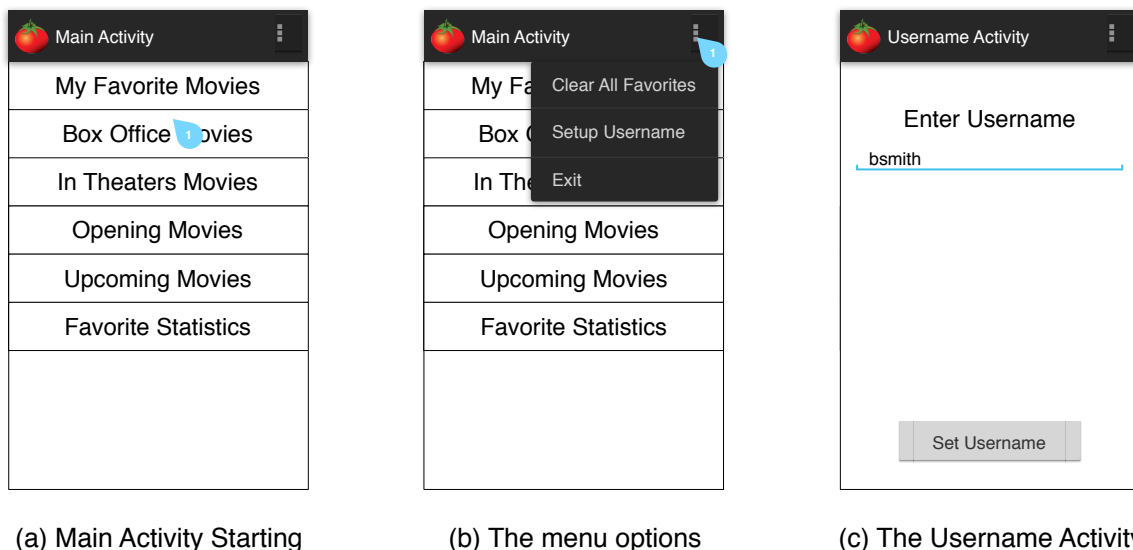 Main Activity
My Favorite Movies
1
Box Office ovies
In Theaters Movies
Opening Movies
Upcoming Movies
Favorite Statistics
(a) Main Activity Starting
Main Activity
1
My Fa
Clear All Favorites
Box
Setup Username
In The
Exit
Opening Movies
Upcoming Movies
Favorite Statistics
(b) The menu options
Username Activity
Enter Username
bsmith
Set Username
(c) The Username Activity